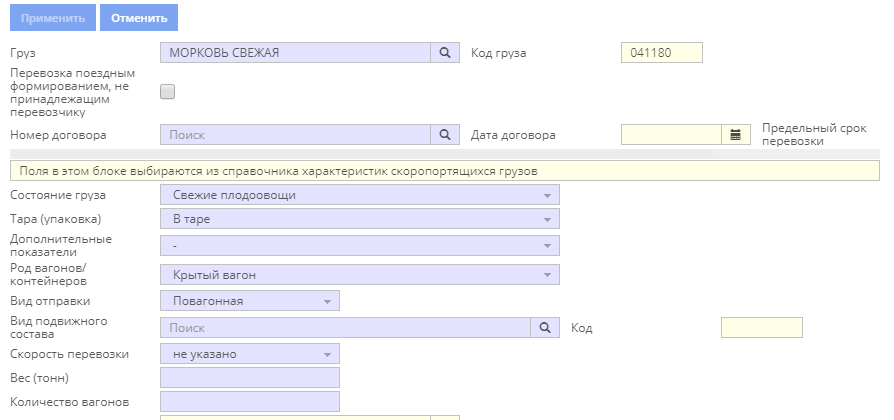 Применить Отменить
Груз МОРКОВЬ СВЕЖАЯ Код груза 041180
Перевозка поездным
формированием, не
принадлежащим
перевозчику
Номер договора Поиск Дата договора Предельный срок
перевозки
Поля в этом блоке выбираются из справочника характеристик скоропортящихся грузов
Состояние груза Свежие плодоовощи
Тара (упаковка) В таре
Дополнительные
показатели -
Род вагонов/
контейнеров Крытый вагон
Вид отправки Повагонная
Вид подвижного
состава Поиск Код
Скорость перевозки не указано
Вес (тонн)
Количество вагонов